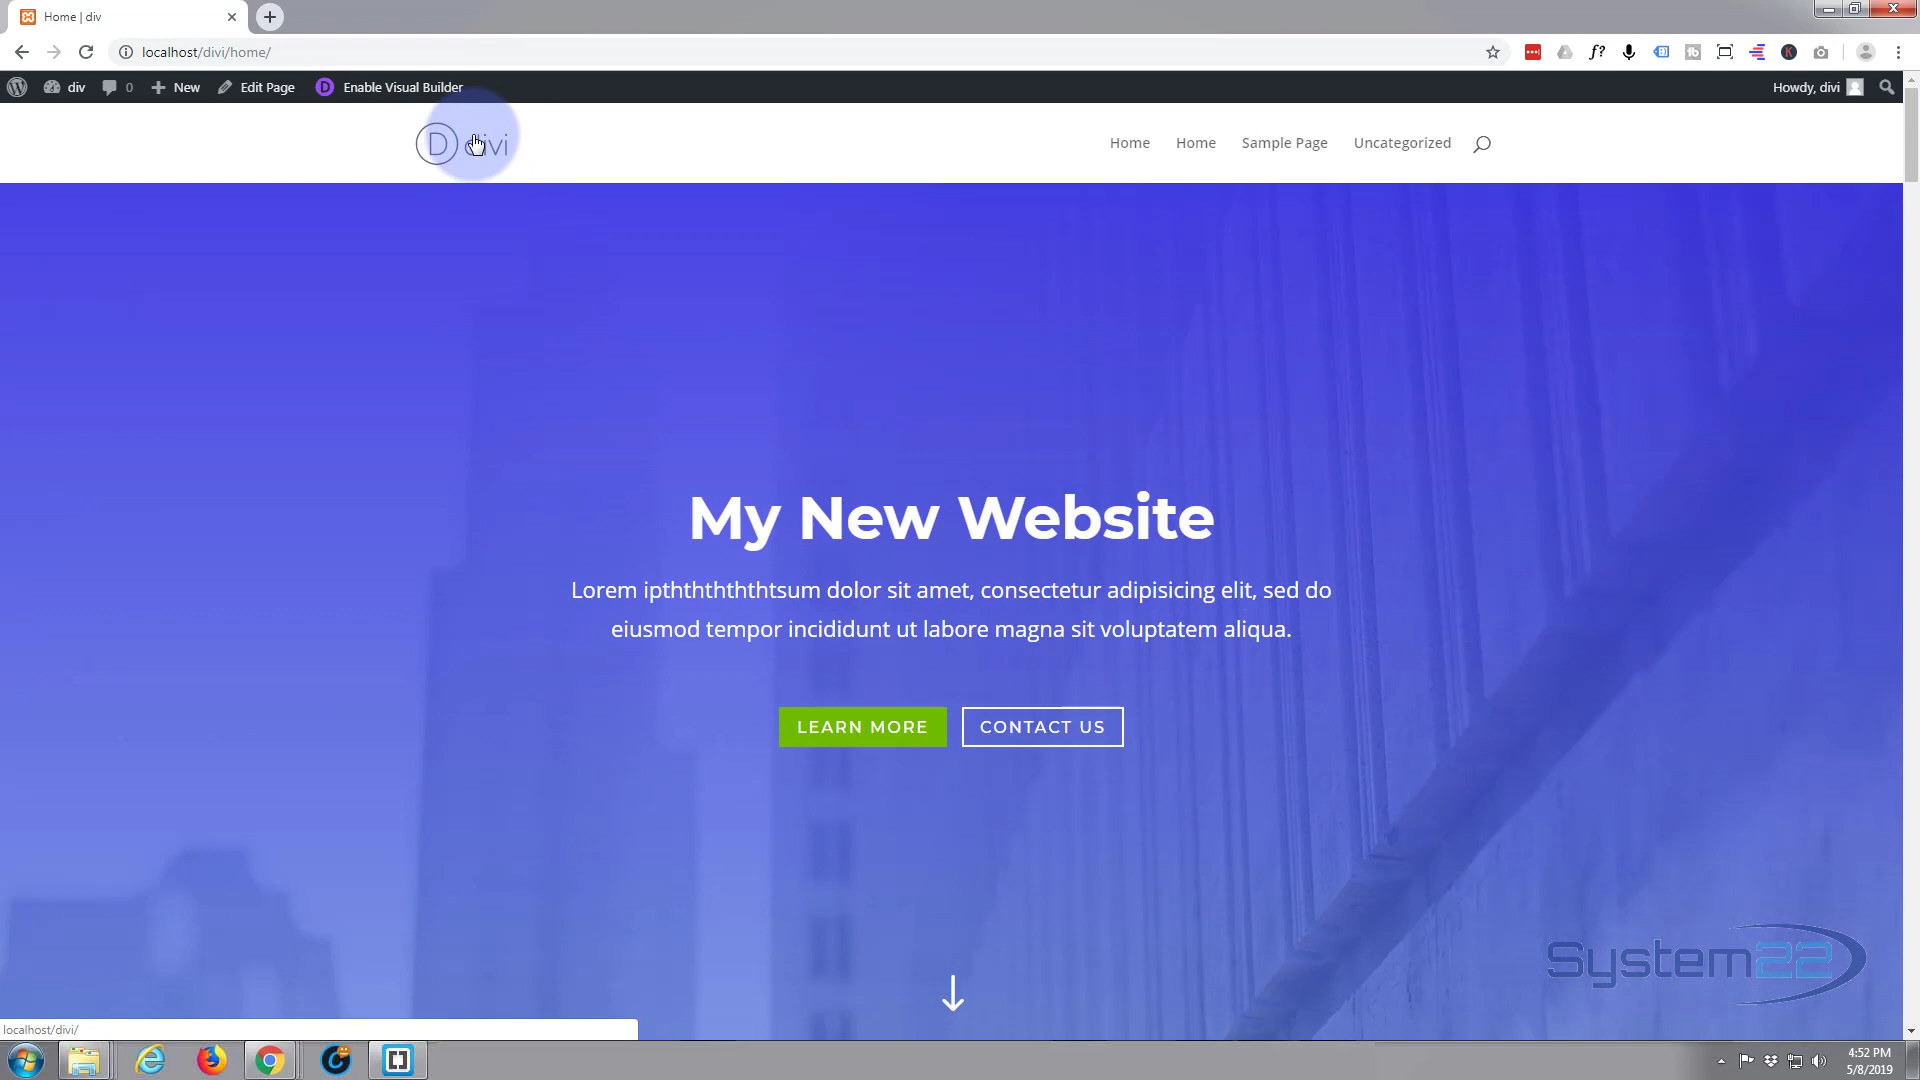 Home | div
localhost/divi/home/
div
0
New
Edit Page
Enable Visual Builder
Howdy, divi
D divi
Home
Home
Sample Page
Uncategorized
My New Website
Lorem ipthththththtsum dolor sit amet, consectetur adipisicing elit, sed do
eiusmod tempor incididunt ut labore magna sit voluptatem aliqua.
LEARN MORE
CONTACT US
System22
localhost/divi/
4:52 PM
5/8/2019